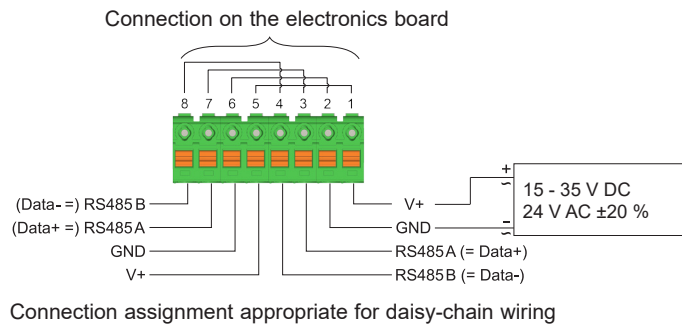 Connection on the electronics board
8 7 6 5 4 3 2 1
(Data- =) RS485 B
(Data+ =) RS485 A
GND
V+
V+
GND
RS485 A (= Data+)
RS485 B (= Data-)
+
~
15 - 35 V DC
24 V AC ±20 %
–
~
Connection assignment appropriate for daisy-chain wiring